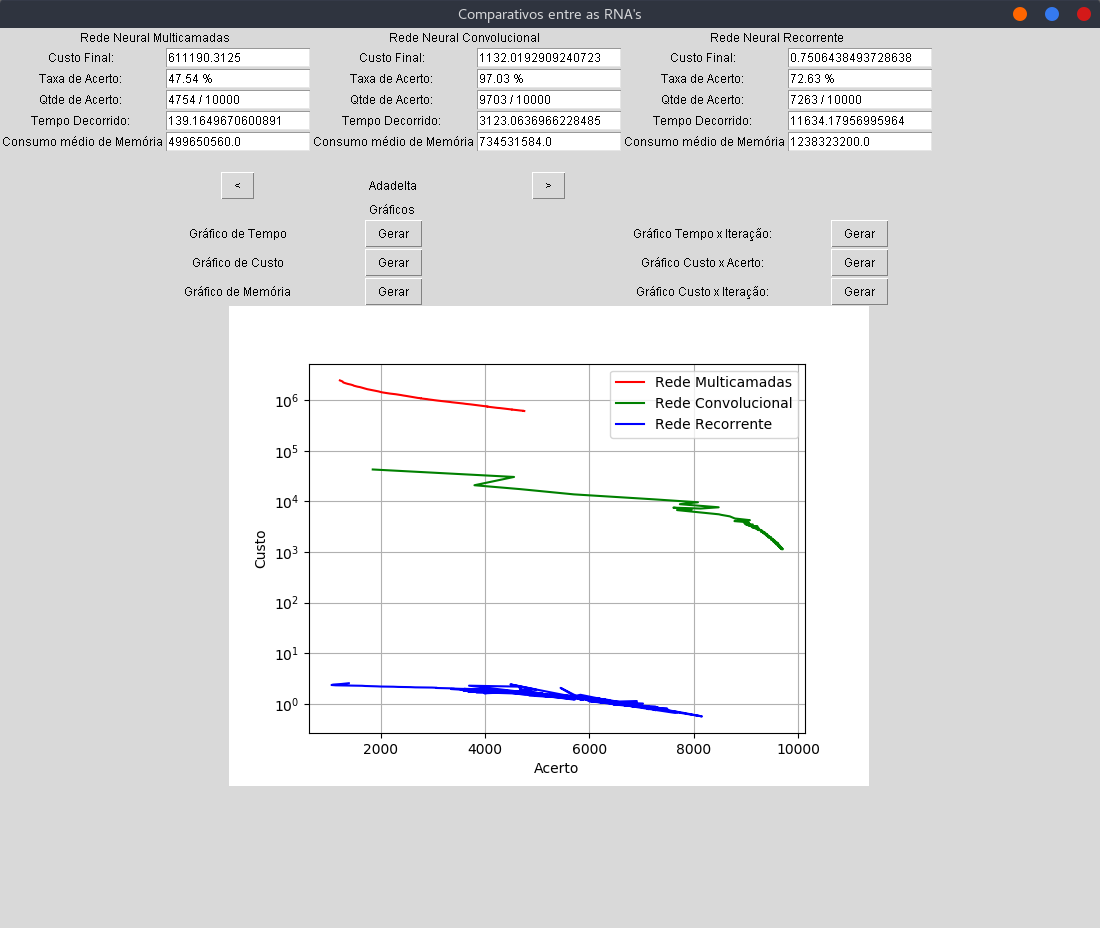 Comparativos entre as RNA's
Rede Neural Multicamadas Rede Neural Convolucional Rede Neural Recorrente
Custo Final: 611190.3125 Custo Final: 1132.0192909240723 Custo Final: 0.7506438493728638
Taxa de Acerto: 47.54 % Taxa de Acerto: 97.03 % Taxa de Acerto: 72.63 %
Qtde de Acerto: 4754 / 10000 Qtde de Acerto: 9703 / 10000 Qtde de Acerto: 7263 / 10000
Tempo Decorrido: 139.1649670600891 Tempo Decorrido: 3123.0636966228485 Tempo Decorrido: 11634.17956995964
Consumo médio de Memória 499650560.0 Consumo médio de Memória 734531584.0 Consumo médio de Memória 1238323200.0
< Adadelta >
Gráficos
Gráfico de Tempo Gerar Gráfico Tempo x Iteração: Gerar
Gráfico de Custo Gerar Gráfico Custo x Acerto: Gerar
Gráfico de Memória Gerar Gráfico Custo x Iteração: Gerar
Rede Multicamadas
Rede Convolucional
Rede Recorrente
10^6
10^5
10^4
10^3
10^2
10^1
10^0
Custo
2000 4000 6000 8000 10000
Acerto